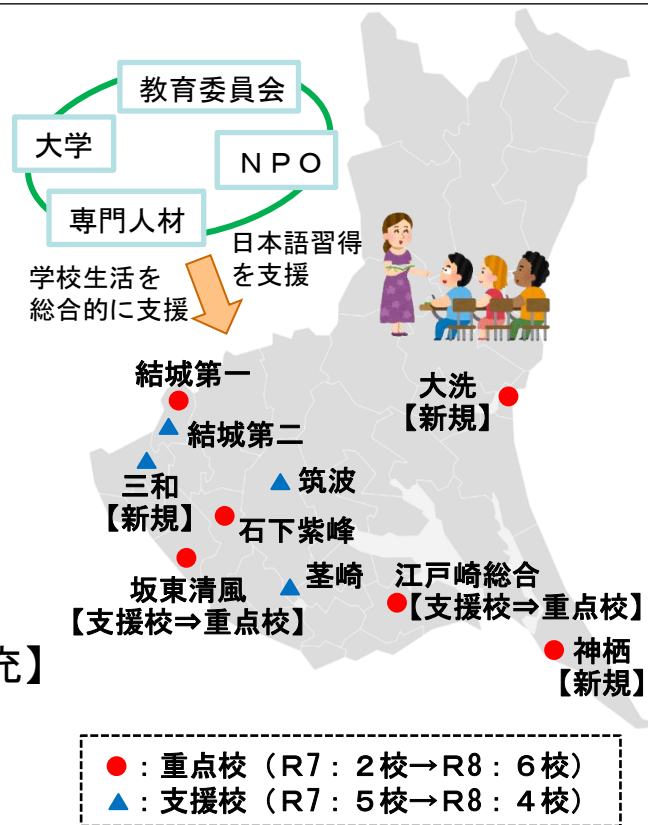 教育委員会
大学
ＮＰＯ
専門人材
日本語習得
を支援
学校生活を
総合的に支援
結城第一
大洗
【新規】
結城第二
三和
【新規】
筑波
石下紫峰
坂東清風
【支援校⇒重点校】
茎崎
江戸崎総合
【支援校⇒重点校】
神栖
【新規】
充】
●：重点校（Ｒ7：２校→Ｒ8：６校）
▲：支援校（Ｒ7：５校→Ｒ8：４校）